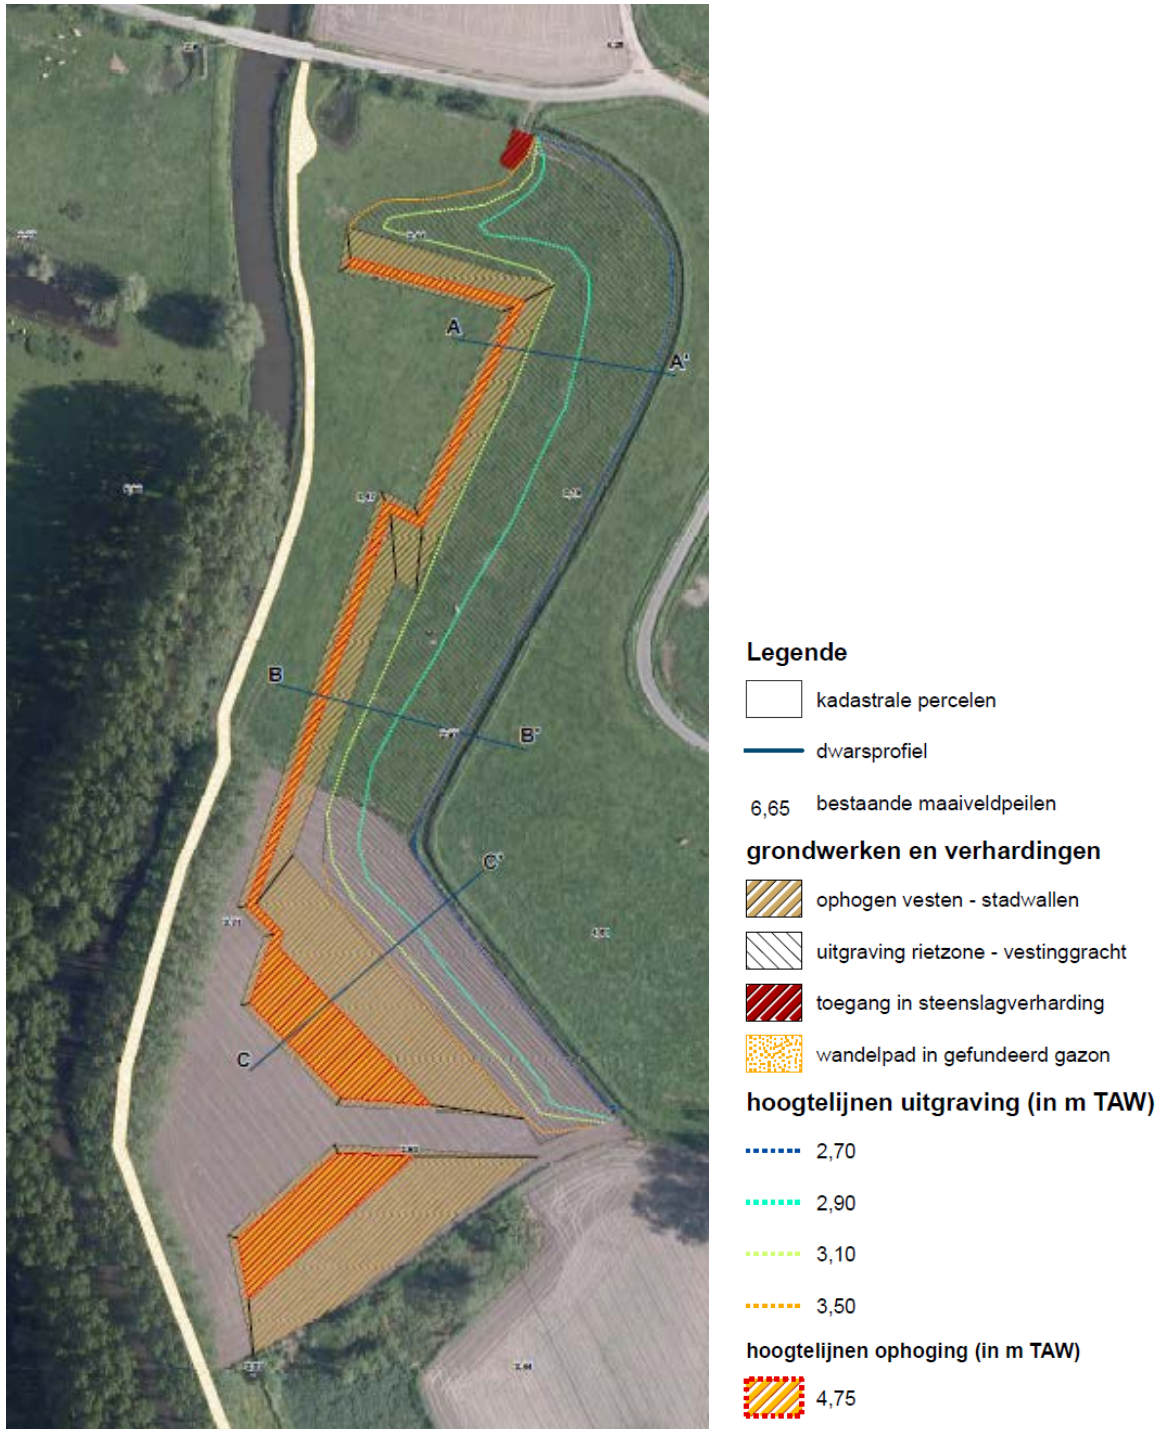 A
A'
B
B'
C'
C
Legende
kadastrale percelen
dwarsprofiel
6,65 bestaande maaiveldpeilen
grondwerken en verhardingen
ophogen vesten - stadwallen
uitgraving rietzone - vestinggracht
toegang in steenslagverharding
wandelpad in gefundeerd gazon
hoogtelijnen uitgraving (in m TAW)
2,70
2,90
3,10
3,50
hoogtelijnen ophoging (in m TAW)
4,75